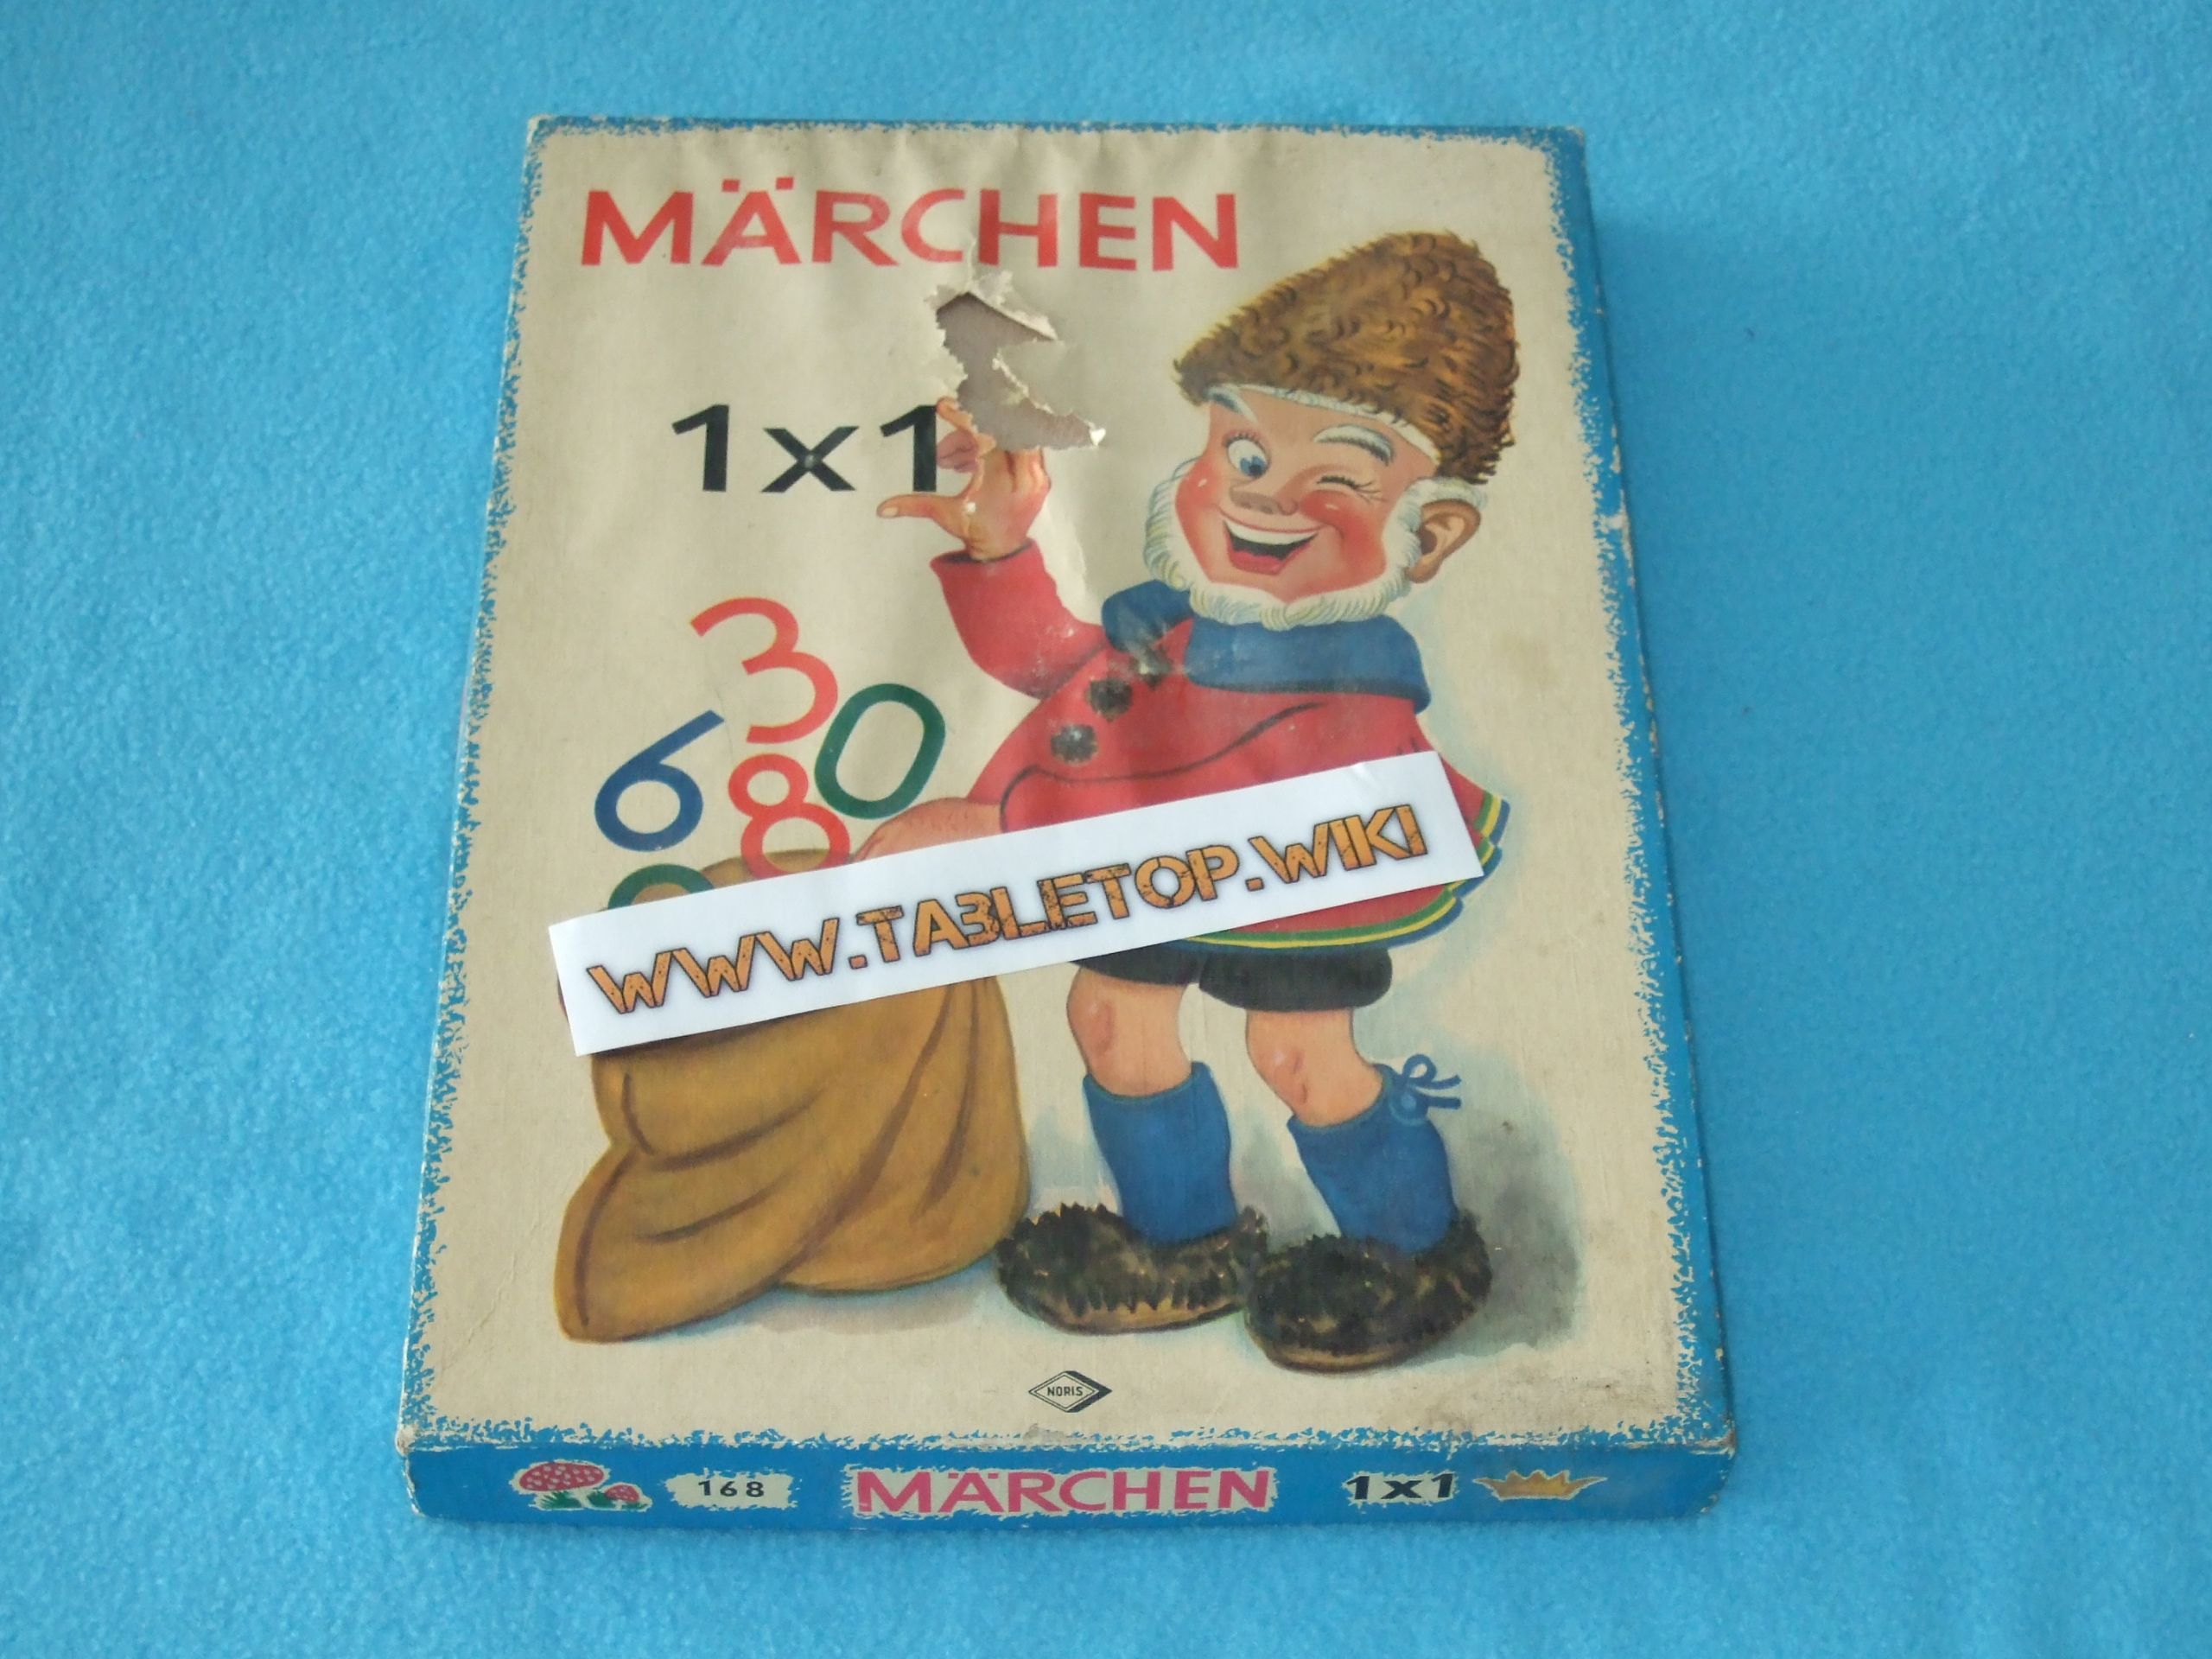 MÄRCHEN
1x1
3
6 0
8
WWW.TABLETOP.WIKI
NORIS
168 MÄRCHEN 1x1